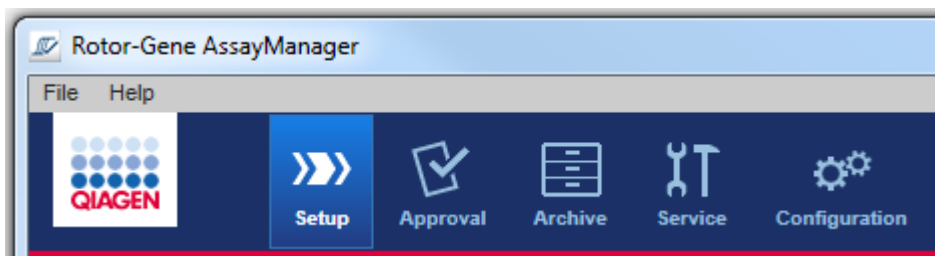 Rotor-Gene AssayManager
File Help
QIAGEN
Setup Approval Archive Service Configuration